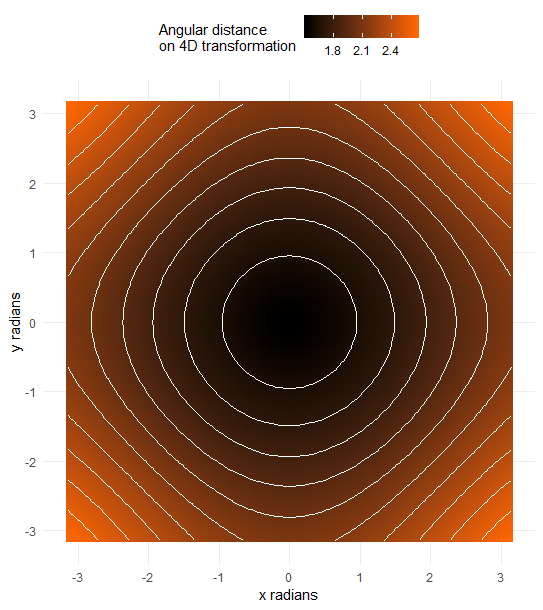 Angular distance
on 4D transformation
1.8 2.1 2.4
3
2
1
0
-1
-2
-3
y radians
-3 -2 -1 0 1 2 3
x radians